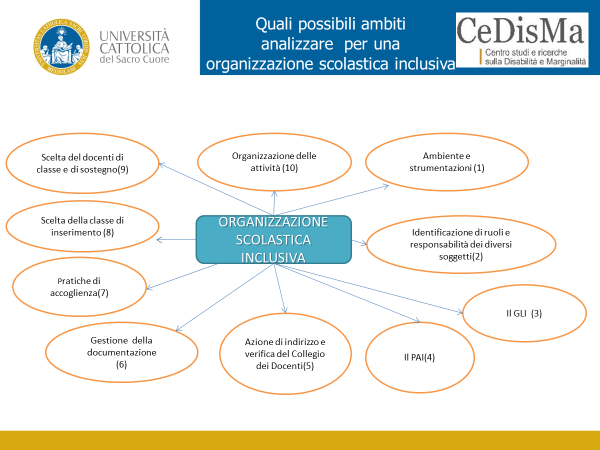 UNIVERSITÀ
CATTOLICA
del Sacro Cuore
Quali possibili ambiti
analizzare per una
organizzazione scolastica inclusiva
CeDisMa
Centro studi e ricerche
sulla Disabilità e Marginalità
Scelta del docenti di
classe e di sostegno(9)
Organizzazione delle
attività (10)
Ambiente e
strumentazioni (1)
Scelta della classe di
inserimento (8)
ORGANIZZAZIONE
SCOLASTICA
INCLUSIVA
Identificazione di ruoli e
responsabilità dei diversi
soggetti(2)
Pratiche di
accoglienza(7)
Il GLI (3)
Gestione della
documentazione
(6)
Azione di indirizzo e
verifica del Collegio
dei Docenti(5)
Il PAI(4)